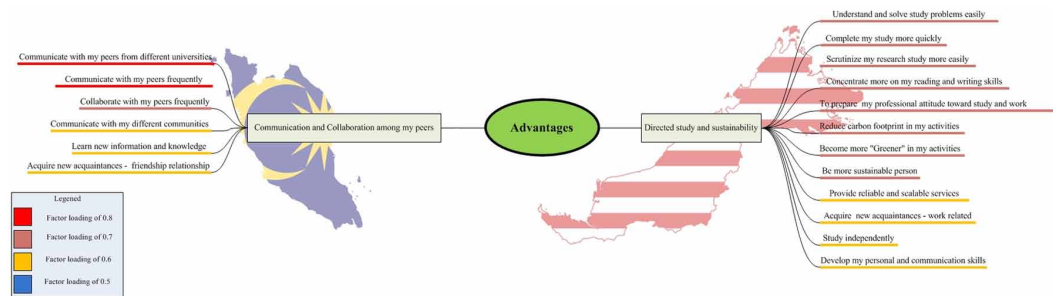 Communicate with my peers from different universities
Communicate with my peers frequently
Collaborate with my peers frequently
Communicate with my different communities
Learn new information and knowledge
Acquire new acquaintances - friendship relationship
Communication and Collaboration among my peers
Advantages
Directed study and sustainability
Understand and solve study problems easily
Complete my study more quickly
Scrutinize my research study more easily
Concentrate more on my reading and writing skills
To prepare my professional attitude toward study and work
Reduce carbon footprint in my activities
Become more "Greener" in my activities
Be more sustainable person
Provide reliable and scalable services
Acquire new acquaintances - work related
Study independently
Develop my personal and communication skills
Legened
Factor loading of 0.8
Factor loading of 0.7
Factor loading of 0.6
Factor loading of 0.5